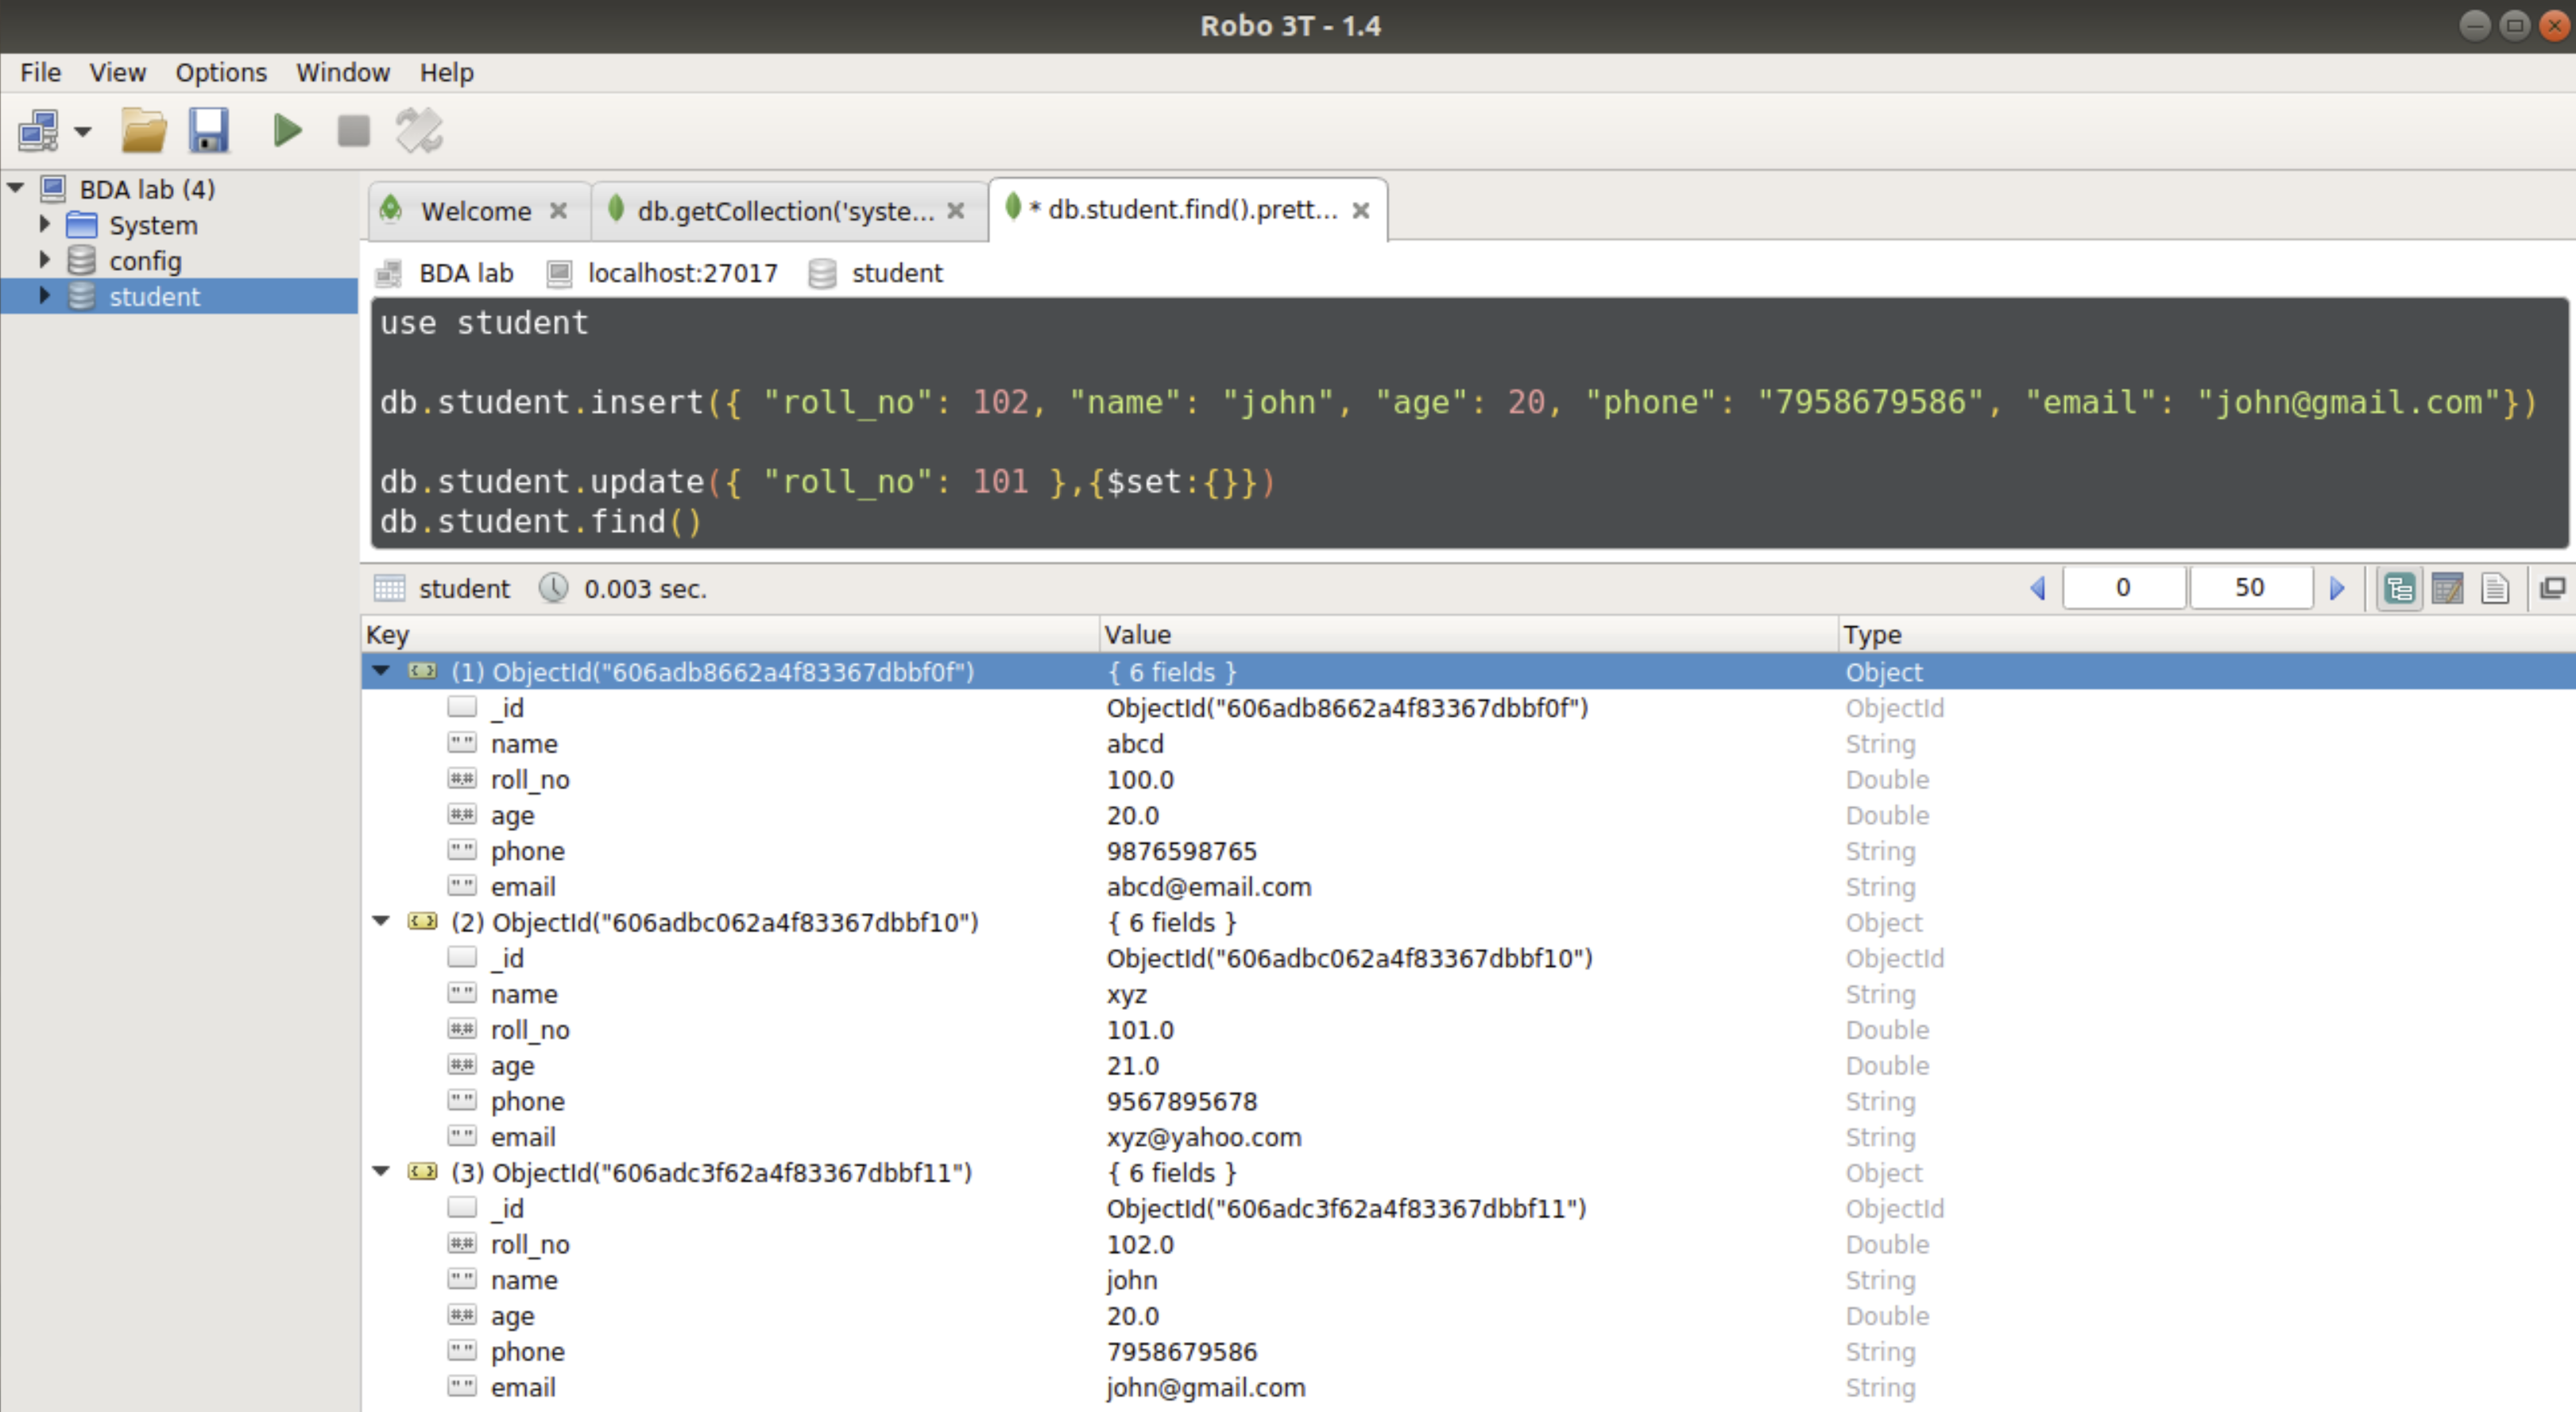 Robo 3T - 1.4
File View Options Window Help
BDA lab (4)
System
config
student
Welcome db.getCollection('syste... * db.student.find().prett...
BDA lab localhost:27017 student
use student
db.student.insert({ "roll_no": 102, "name": "john", "age": 20, "phone": "7958679586", "email": "john@gmail.com"})
db.student.update({ "roll_no": 101 },{$set:{}})
db.student.find()
student 0.003 sec. 0 50
Key Value Type
(1) ObjectId("606adb8662a4f83367dbbf0f") { 6 fields } Object
_id ObjectId("606adb8662a4f83367dbbf0f") ObjectId
name abcd String
roll_no 100.0 Double
age 20.0 Double
phone 9876598765 String
email abcd@email.com String
(2) ObjectId("606adbc062a4f83367dbbf10") { 6 fields } Object
_id ObjectId("606adbc062a4f83367dbbf10") ObjectId
name xyz String
roll_no 101.0 Double
age 21.0 Double
phone 9567895678 String
email xyz@yahoo.com String
(3) ObjectId("606adc3f62a4f83367dbbf11") { 6 fields } Object
_id ObjectId("606adc3f62a4f83367dbbf11") ObjectId
roll_no 102.0 Double
name john String
age 20.0 Double
phone 7958679586 String
email john@gmail.com String